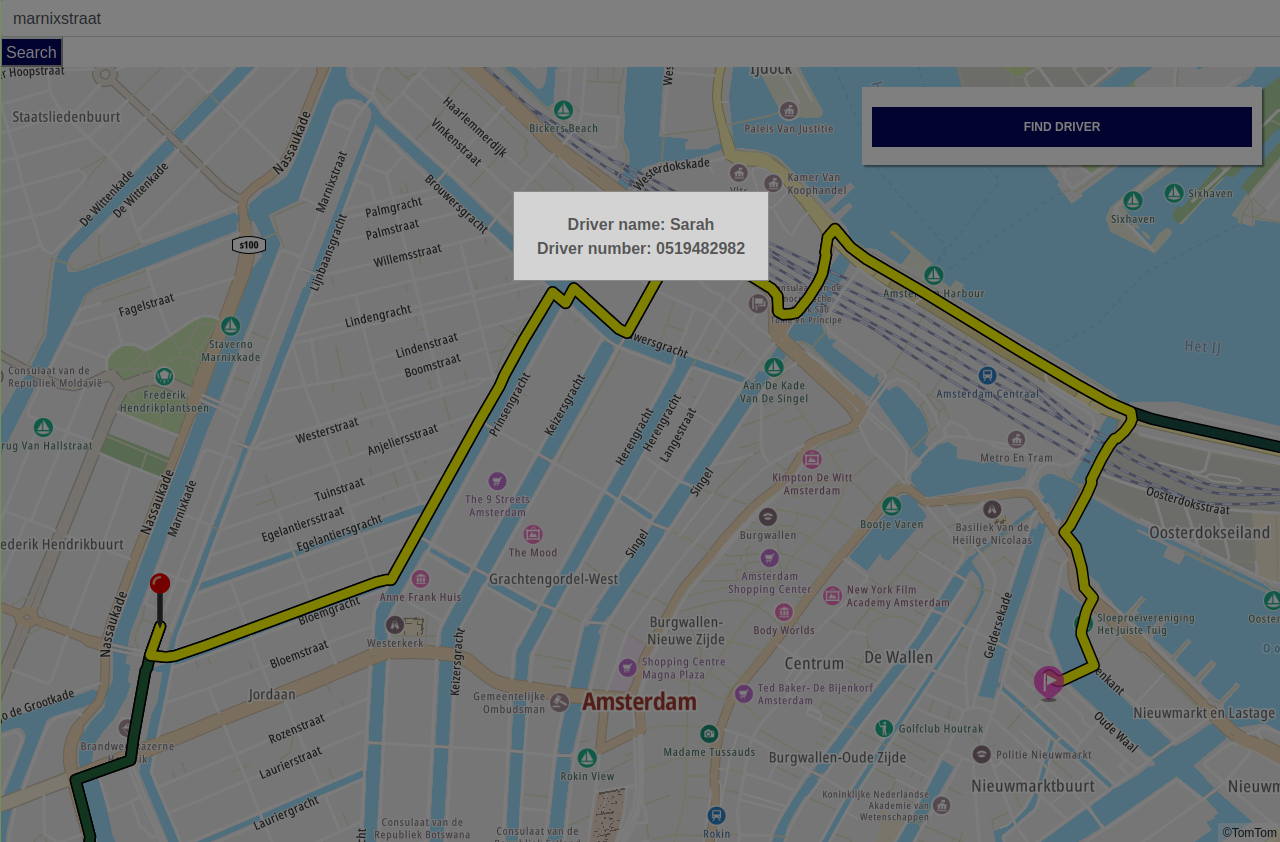 marnixstraat
Search
r Hoopstraat
Staatsliedenbuurt
Nassaukade
De Wittenkade
De Wittenkade
Marnixstraat
Lijnbaansgracht
s100
Haarlemmerdijk
Vinkenstraat
Brouwersgracht
Bickers Beach
Wes
IJdock
Paleis Van Justitie
Westerdokskade
Kamer Van
Koophandel
FIND DRIVER
Sixhaven
Sixhaven
Palmgracht
Palmstraat
Willemsstraat
Driver name: Sarah
Driver number: 0519482982
Fagelstraat
Lindengracht
Lindenstraat
Boomstraat
Staverno
Marnixkade
Consulaat van de
Republiek Moldavië
Frederik
Hendrikplantsoen
rug Van Hallstraat
Amsterdam Harbour
Het IJ
wersgracht
Aan De Kade
Van De Singel
Amsterdam Centraal
Prinsengracht
Keizersgracht
Herengracht
Herengracht
Langestraat
Singel
Singel
Westerstraat
Anjeliersstraat
Tuinstraat
Egelantiersstraat
Egelantiersgracht
Nassaukade
Marnixkade
Metro En Tram
Kimpton De Witt
Amsterdam
The 9 Streets
Amsterdam
The Mood
Burgwallen
Bootje Varen
Basiliek van de
Heilige Nicolaas
Oosterdoksstraat
Oosterdokseiland
ederik Hendrikbuurt
Grachtengordel-West
Anne Frank Huis
Amsterdam
Shopping Center
New York Film
Academy Amsterdam
Body Worlds
Geldersekade
Sloeproeivereniging
Het Juiste Tuig
Ooster
O o
Nassaukade
Bloemgracht
Bloemstraat
Westerkerk
Keizersgracht
Burgwallen-
Nieuwe Zijde
Shopping Centre
Magna Plaza
Centrum
De Wallen
enkant
o de Grootkade
Jordaan
Gemeentelijke
Ombudsman
Amsterdam
Ted Baker- De Bijenkorf
Amsterdam
Oude Waal
Nieuwmarkt en Lastage
Rozenstraat
Laurierstraat
Lauriergracht
Madame Tussauds
Golfclub Houtrak
Burgwallen-Oude Zijde
Politie Nieuwmarkt
Rokin View
Nieuwmarktbuurt
Nieuwm
Koninklijke Nederlandse
Akademie van
Wetenschappen
Consulaat van de
Republiek Botswana
Consulaat van de
Rokin
©TomTom